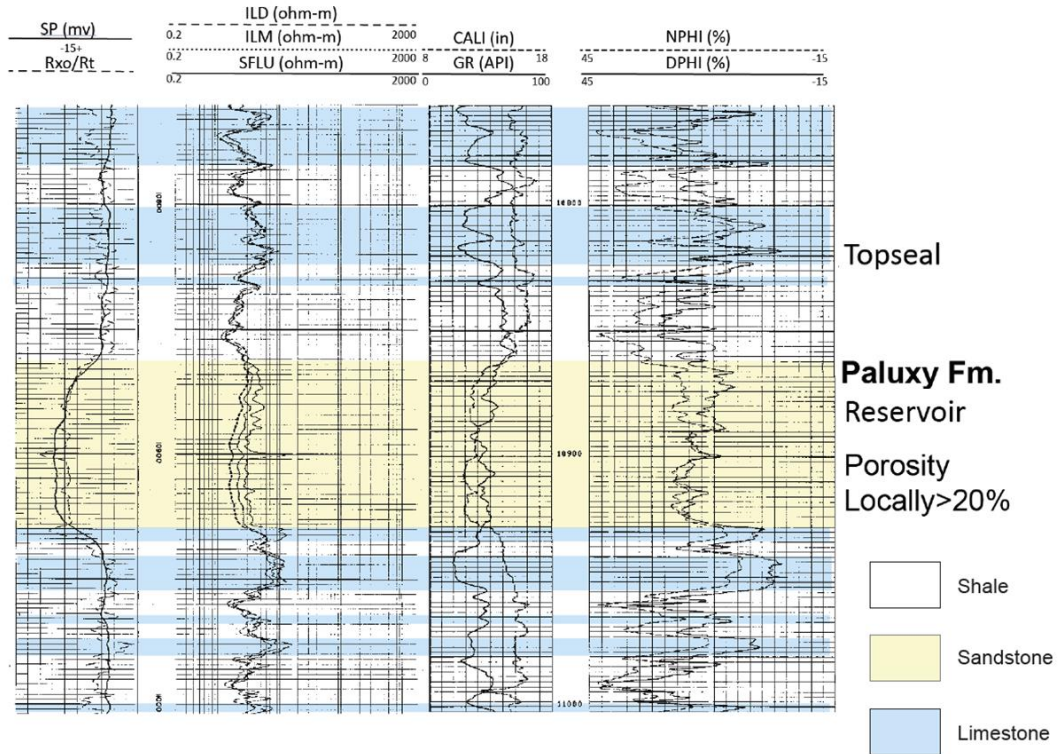 ILD (ohm-m)
SP (mv)
0.2 ILM (ohm-m) 2000
CALI (in)
NPHI (%)
-15+
0.2 2000
8 18
45 -15
Rxo/Rt
SFLU (ohm-m)
GR (API)
DPHI (%)
0.2 2000
0 100
45 -15
10800
10800
Topseal
Paluxy Fm.
Reservoir
10900
10900
Porosity
Locally>20%
Shale
Sandstone
11000
Limestone